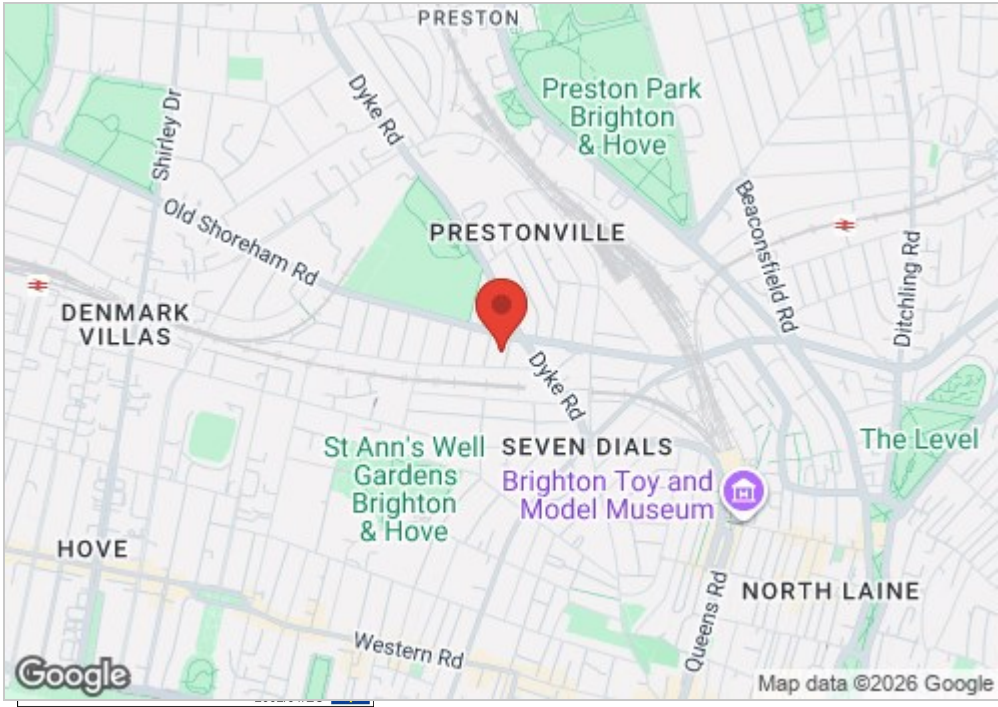 PRESTON
Dyke Rd
Preston Park
Brighton
& Hove
Shirley Dr
Old Shoreham Rd
PRESTONVILLE
Beaconsfield Rd
Ditchling Rd
DENMARK
VILLAS
Dyke Rd
St Ann's Well
Gardens
Brighton
& Hove
SEVEN DIALS
The Level
Brighton Toy and
Model Museum
HOVE
NORTH LAINE
Queens Rd
Western Rd
Google
Map data ©2026 Google